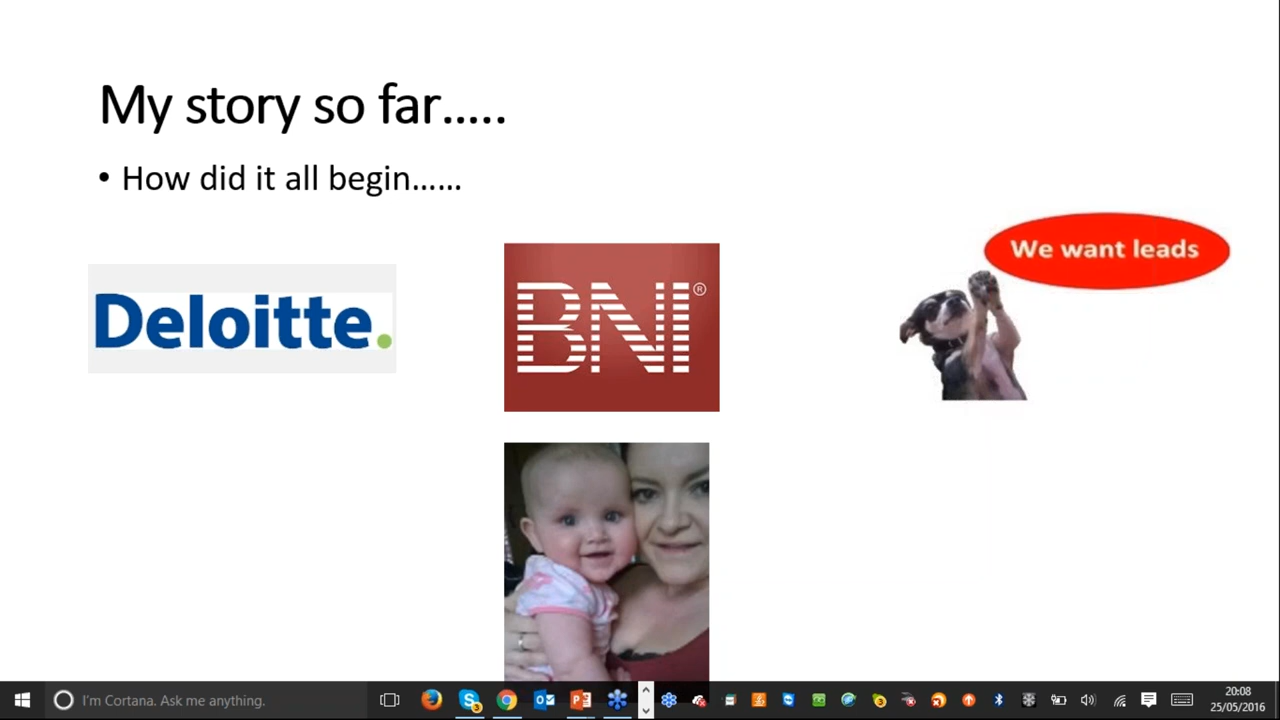 My story so far.....
• How did it all begin......
We want leads
Deloitte.
BNI®
I'm Cortana. Ask me anything.
20:08
25/05/2016